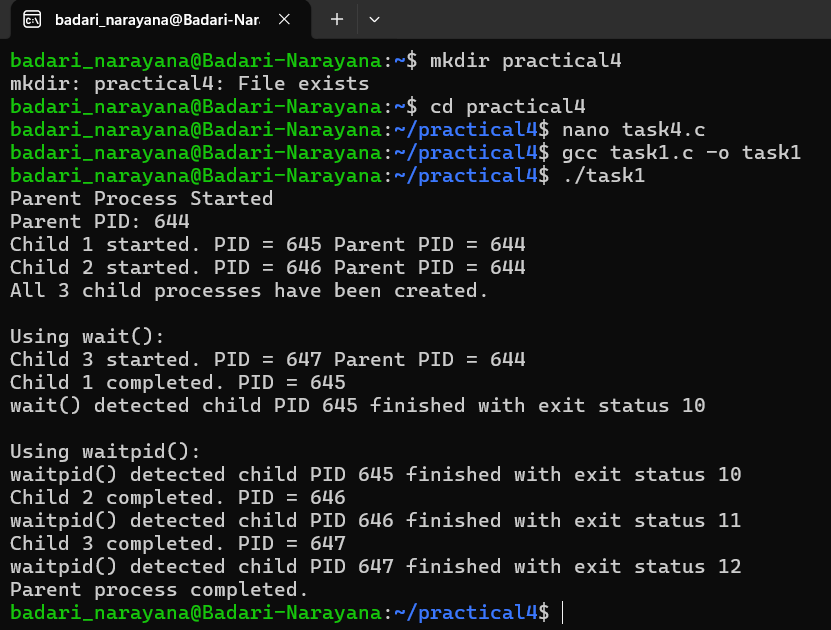 badari_narayana@Badari-Nar
badari_narayana@Badari-Narayana:~$ mkdir practical4
mkdir: practical4: File exists
badari_narayana@Badari-Narayana:~$ cd practical4
badari_narayana@Badari-Narayana:~/practical4$ nano task4.c
badari_narayana@Badari-Narayana:~/practical4$ gcc task1.c -o task1
badari_narayana@Badari-Narayana:~/practical4$ ./task1
Parent Process Started
Parent PID: 644
Child 1 started. PID = 645 Parent PID = 644
Child 2 started. PID = 646 Parent PID = 644
All 3 child processes have been created.
Using wait():
Child 3 started. PID = 647 Parent PID = 644
Child 1 completed. PID = 645
wait() detected child PID 645 finished with exit status 10
Using waitpid():
waitpid() detected child PID 645 finished with exit status 10
Child 2 completed. PID = 646
waitpid() detected child PID 646 finished with exit status 11
Child 3 completed. PID = 647
waitpid() detected child PID 647 finished with exit status 12
Parent process completed.
badari_narayana@Badari-Narayana:~/practical4$